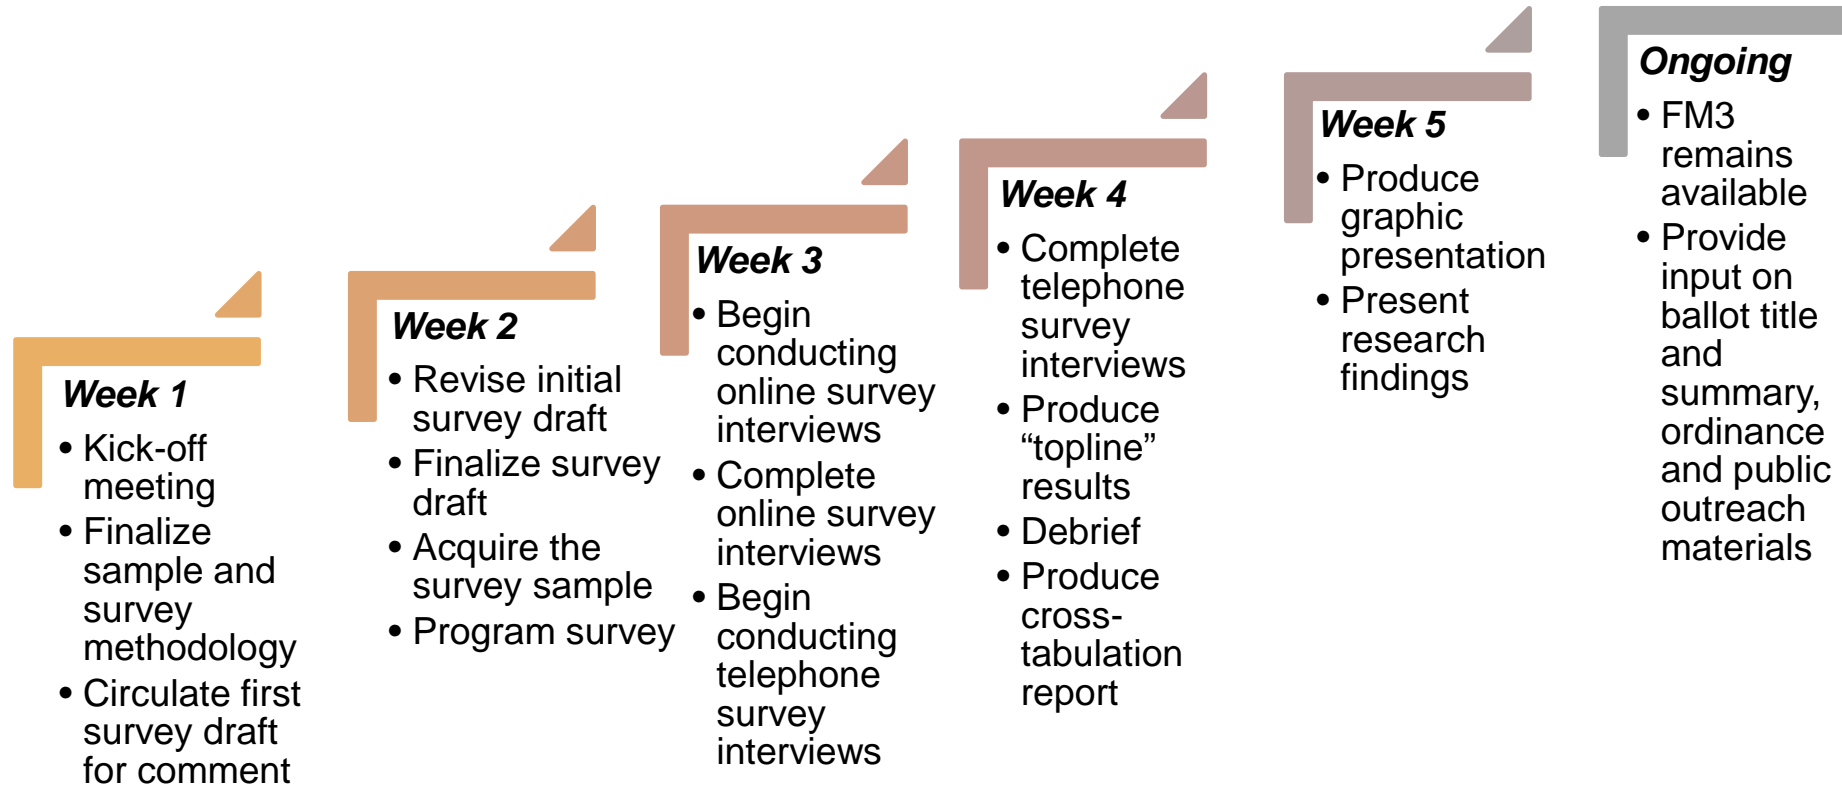 Week 1
• Kick-off
meeting
• Finalize
sample and
survey
methodology
• Circulate first
survey draft
for comment
Week 2
• Revise initial
survey draft
• Finalize survey
draft
• Acquire the
survey sample
• Program survey
Week 3
• Begin
conducting
online survey
interviews
• Complete
online survey
interviews
• Begin
conducting
telephone
survey
interviews
Week 4
• Complete
telephone
survey
interviews
• Produce
“topline”
results
• Debrief
• Produce
cross-
tabulation
report
Week 5
• Produce
graphic
presentation
• Present
research
findings
Ongoing
• FM3
remains
available
• Provide
input on
ballot title
and
summary,
ordinance
and public
outreach
materials